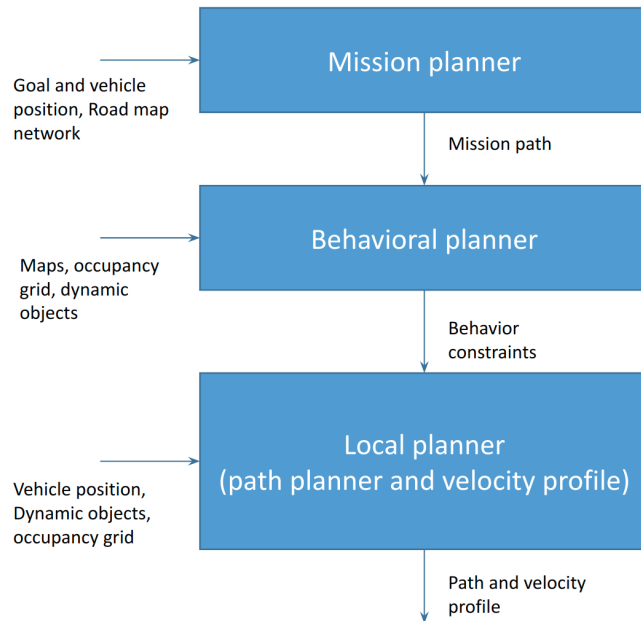 Mission planner
Goal and vehicle
position, Road map
network
Mission path
Behavioral planner
Maps, occupancy
grid, dynamic
objects
Behavior
constraints
Local planner
(path planner and velocity profile)
Vehicle position,
Dynamic objects,
occupancy grid
Path and velocity
profile